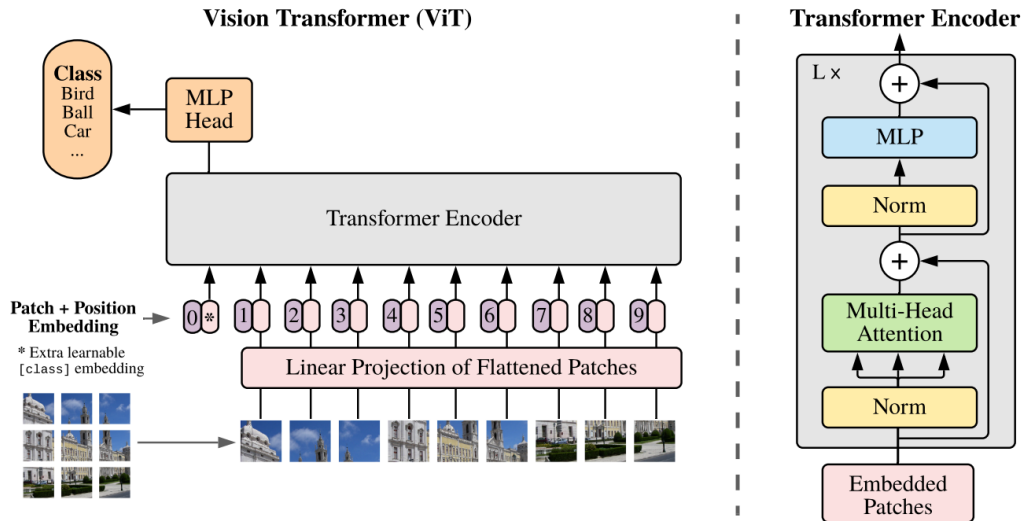 Vision Transformer (ViT)
Class
Bird
Ball
Car
...
MLP
Head
Transformer Encoder
Patch + Position
Embedding
0 * 1 2 3 4 5 6 7 8 9
* Extra learnable
[class] embedding
Linear Projection of Flattened Patches
Transformer Encoder
L ×
+
MLP
Norm
+
Multi-Head
Attention
Norm
Embedded
Patches